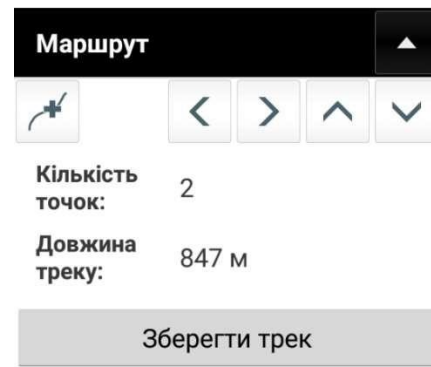 Маршрут
Кількість
точок:
2
Довжина
треку:
847 м
Зберегти трек